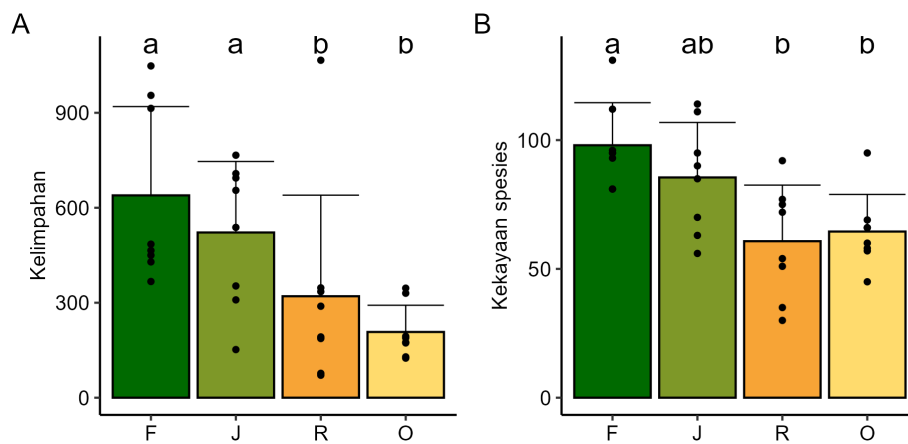 A
a a b b
Kelimpahan
900
600
300
0
F J R O
B
a ab b b
Kekayaan spesies
100
50
0
F J R O